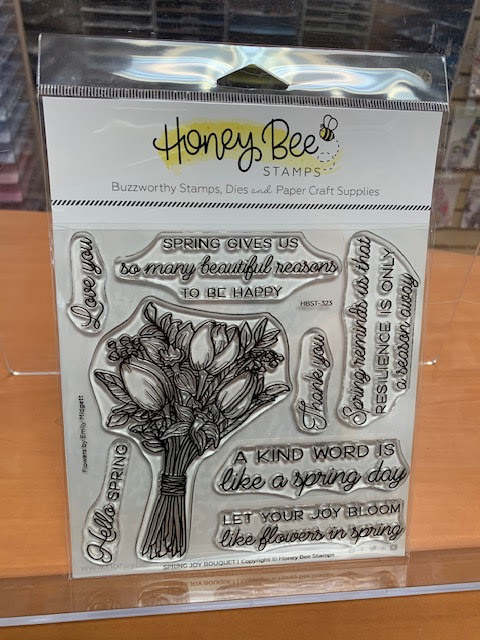 Honey Bee
STAMPS
Buzzworthy Stamps, Dies and Paper Craft Supplies
Love you
SPRING GIVES US
so many beautiful reasons
TO BE HAPPY
HBST-323
Spring reminds us that
RESILIENCE IS ONLY
a season away
Thank you
Flowers by: Emily Midgett
Hello SPRING
A KIND WORD IS
like a spring day
LET YOUR JOY BLOOM
like flowers in spring
SPRING JOY BOUQUET | Copyright © Honey Bee Stamps